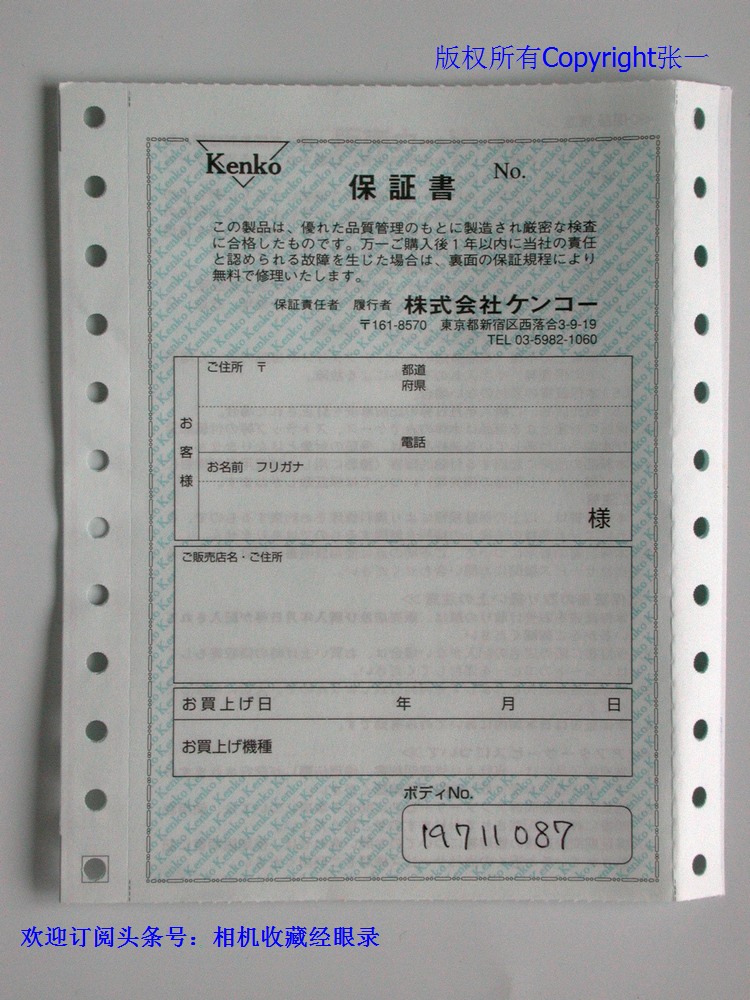 版权所有Copyright张一
Kenko
保証書 No.
この製品は、優れた品質管理のもとに製造され厳密な検査
に合格したものです。万一ご購入後1年以内に当社の責任
と認められる故障を生じた場合は、裏面の保証規程により
無料で修理いたします。
保証責任者 履行者 株式会社ケンコー
〒161-8570 東京都新宿区西落合3-9-19
TEL 03-5982-1060
お客様
ご住所 〒 都道
府県
電話
お名前 フリガナ
様
ご販売店名・ご住所
お買上げ日 年 月 日
お買上げ機種
ボディNo.
19711087
欢迎订阅头条号：相机收藏经眼录